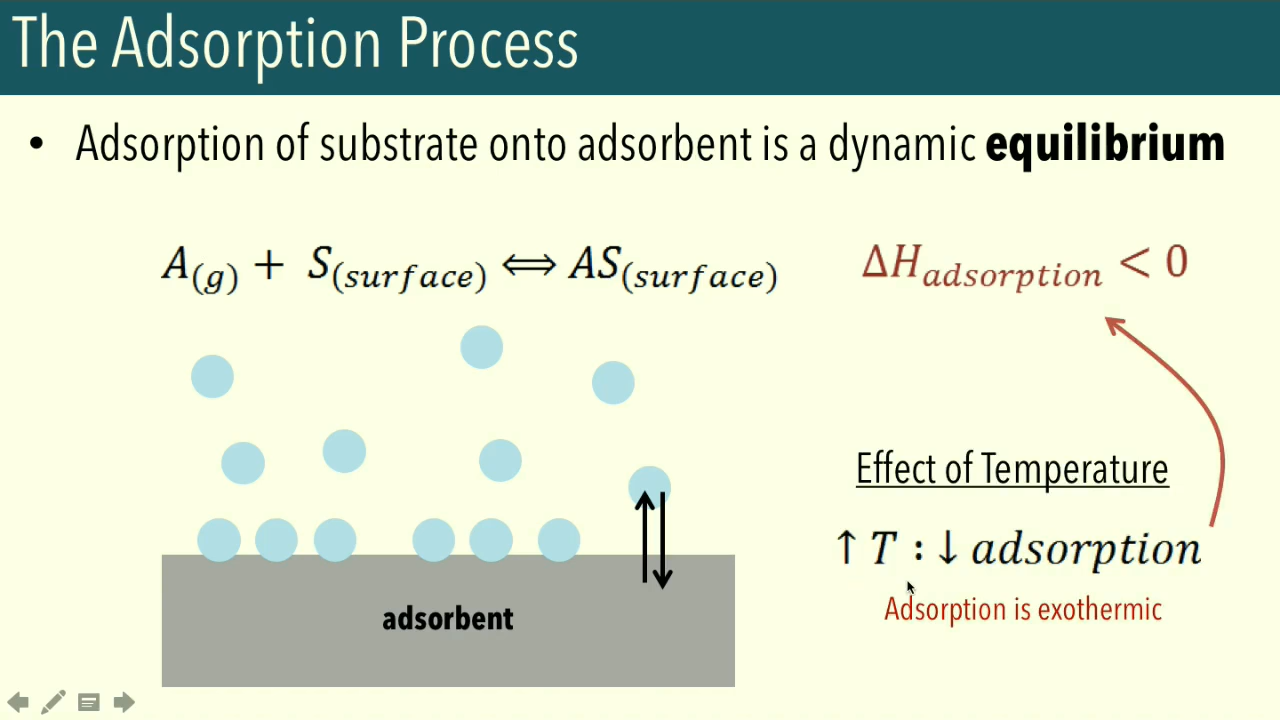 The Adsorption Process
• Adsorption of substrate onto adsorbent is a dynamic equilibrium
A(g) + S(surface) ⟺ AS(surface)
ΔHadsorption < 0
Effect of Temperature
↑ T : ↓ adsorption
Adsorption is exothermic
adsorbent